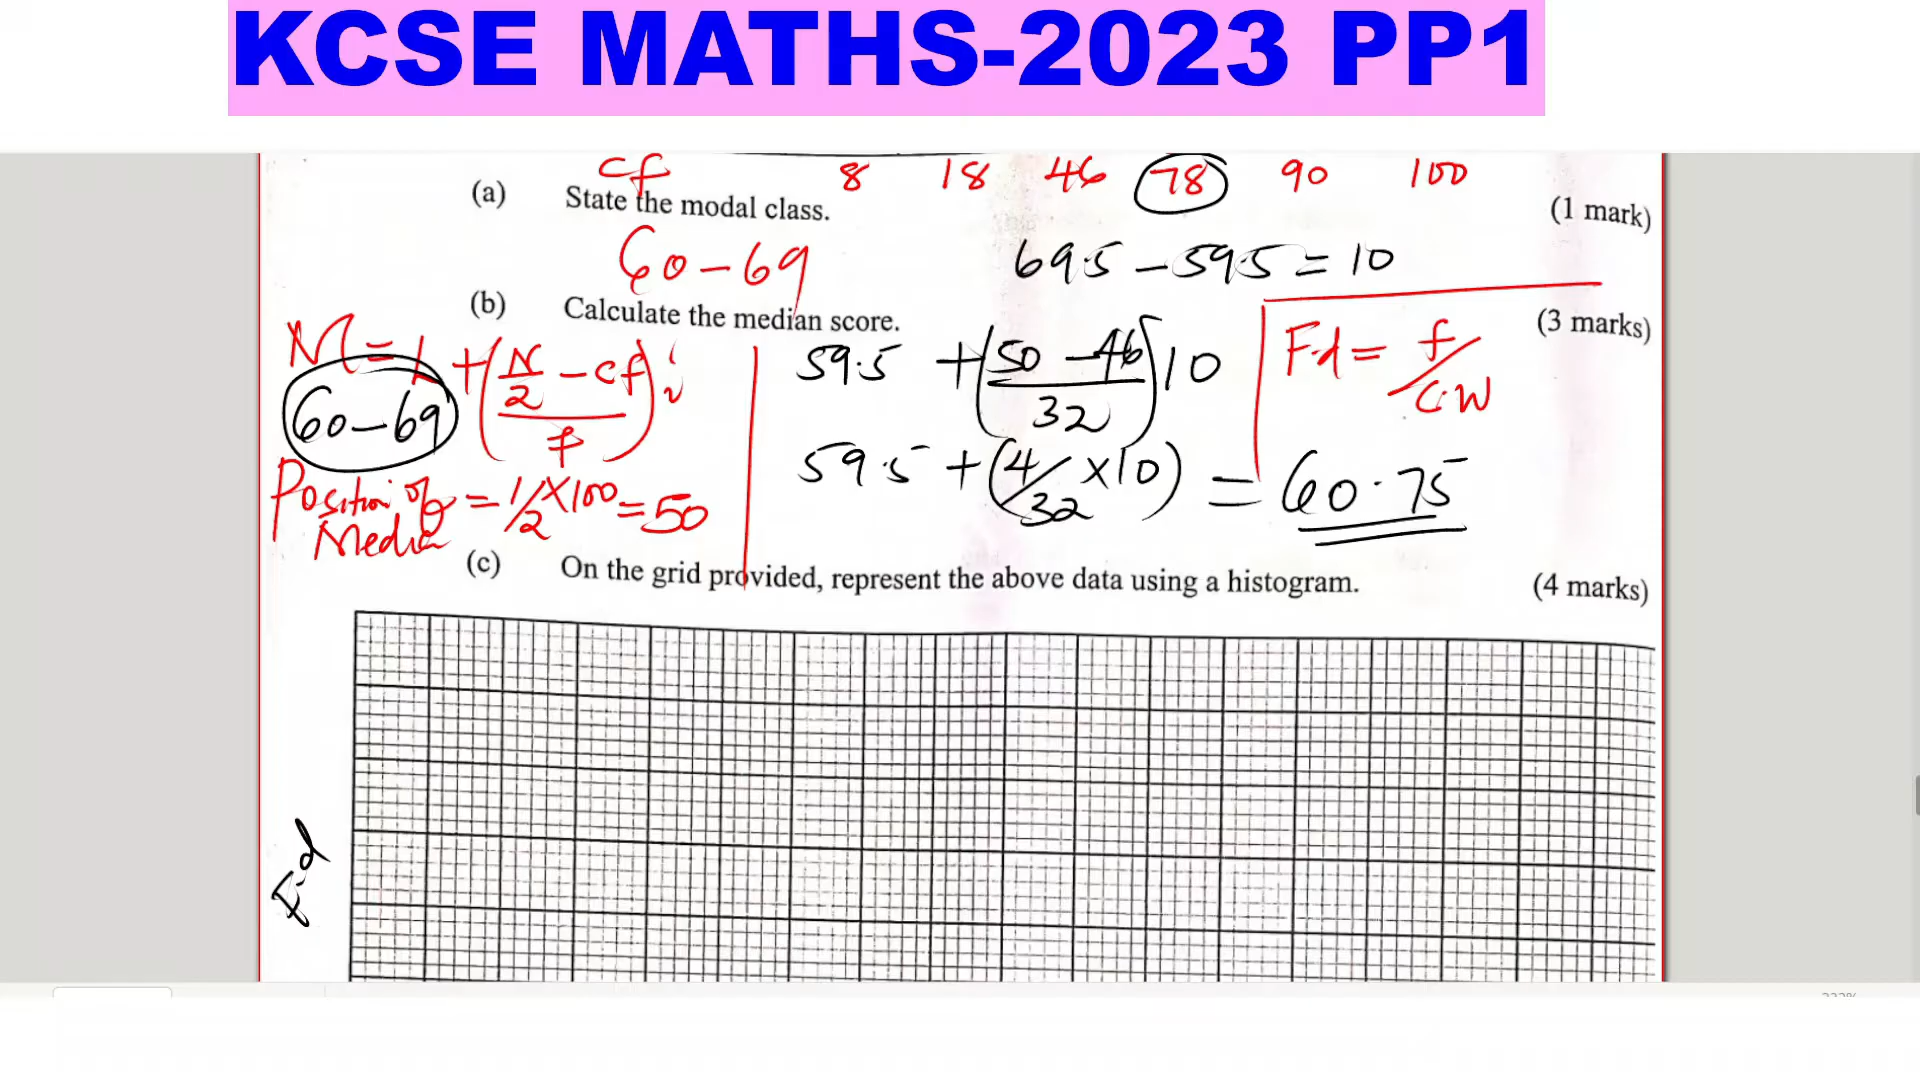 KCSE MATHS-2023 PP1
cf 8 18 46 78 90 100
(a) State the modal class. (1 mark)
60-69 69.5 - 59.5 = 10
(b) Calculate the median score. (3 marks)
M = L + (N/2 - cf / f) i
60-69
59.5 + (50 - 46 / 32) 10
F.d = f / C.W
59.5 + (4/32 × 10) = 60.75
Position of = 1/2 × 100 = 50
Media
(c) On the grid provided, represent the above data using a histogram. (4 marks)
F.d